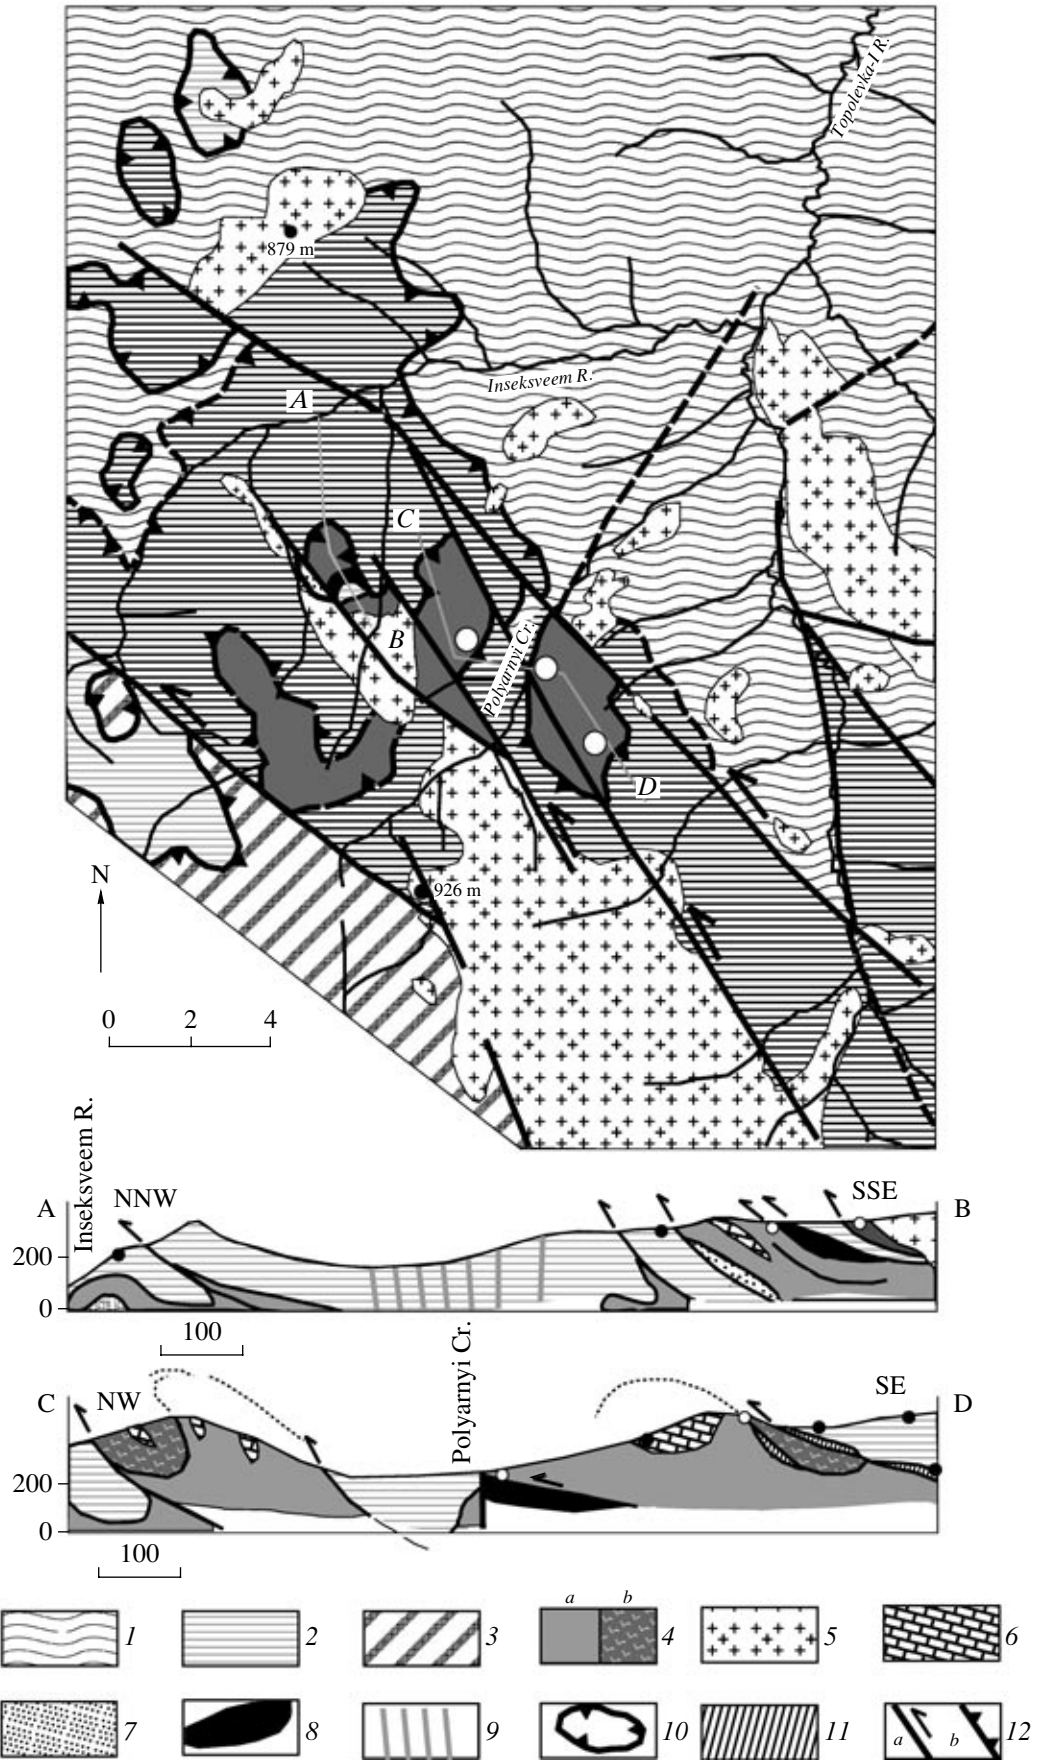 Topolevka-I R.
879 m
Inseksveem R.
A
C
B
Polyarnyi Cr.
D
N
926 m
0 2 4
Inseksveem R.
A NNW SSE B
200
0
100
Polyarnyi Cr.
C NW SE D
200
0
100
a b
1 2 3 4 5 6
7 8 9 10 11 a b 12